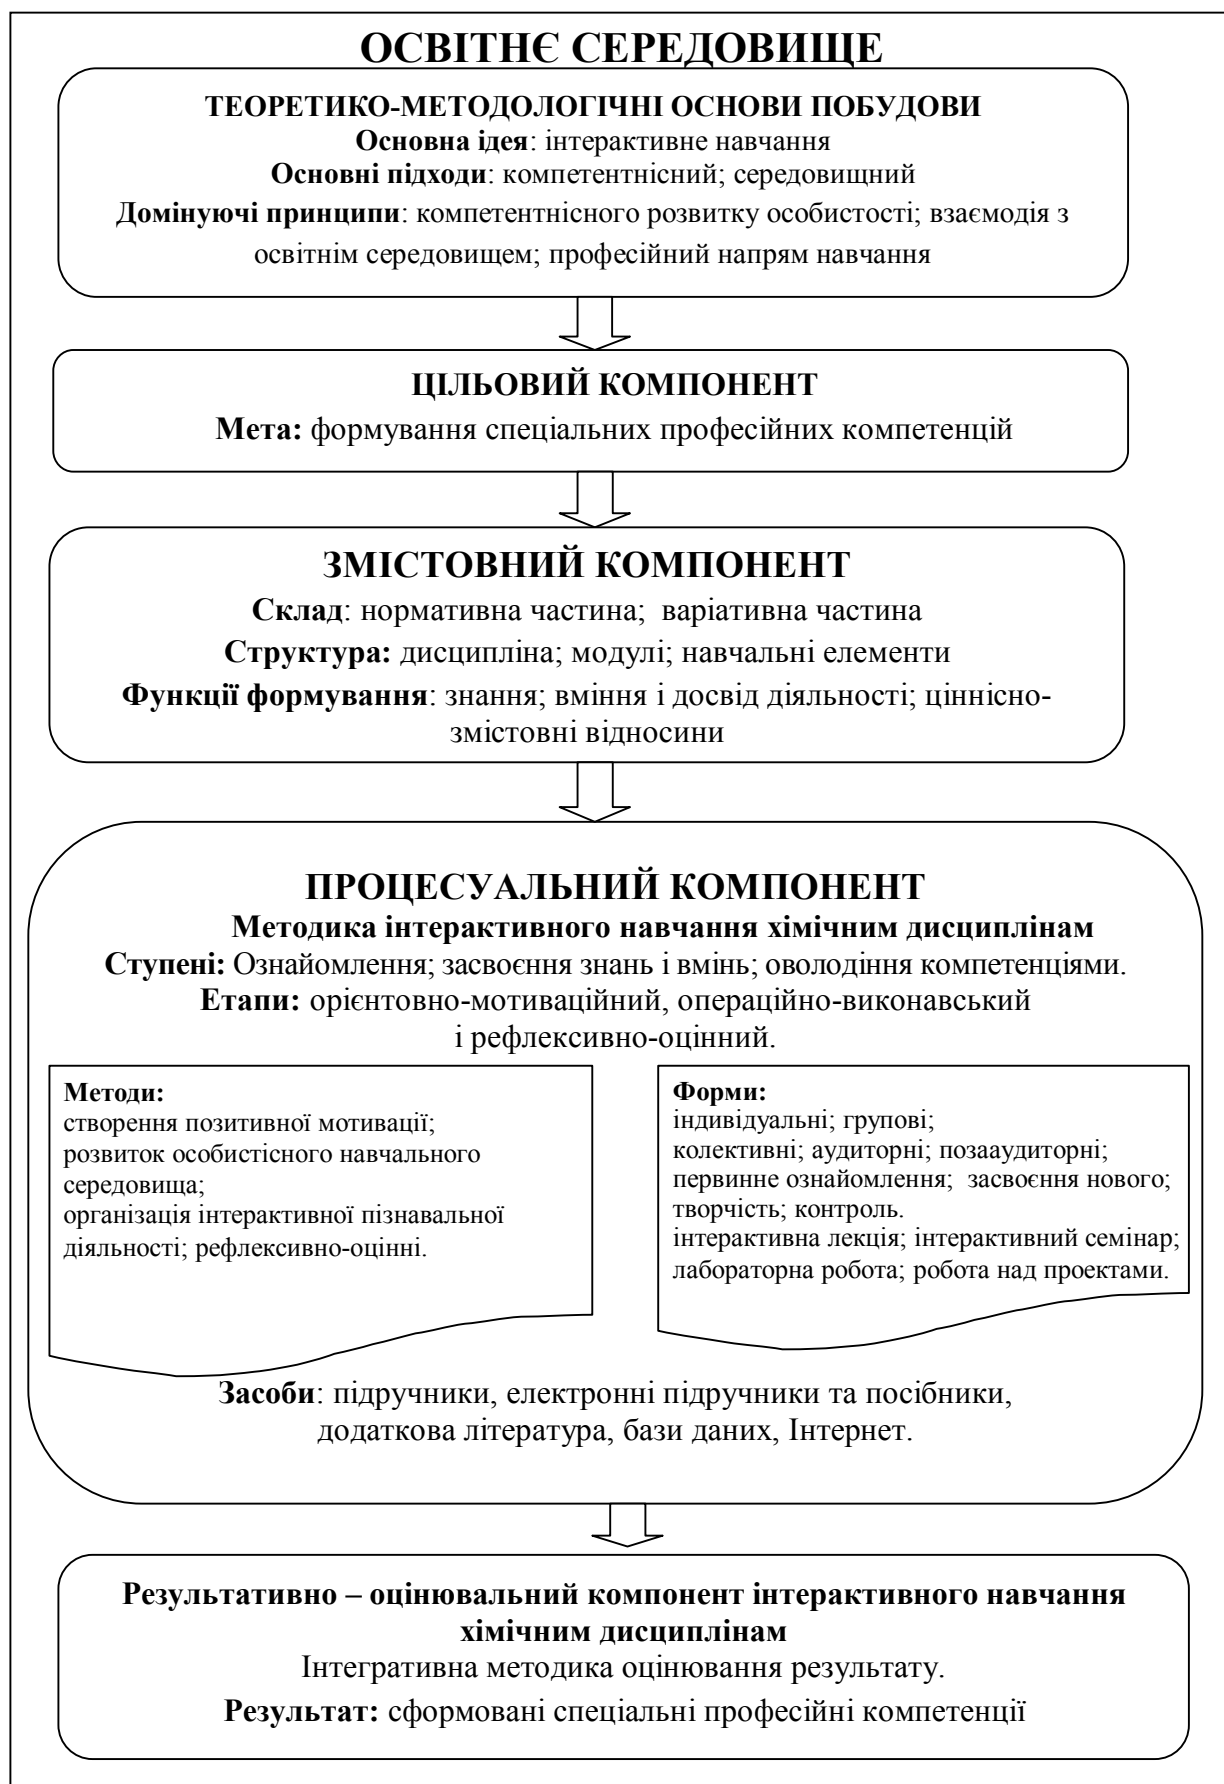 ОСВІТНЄ СЕРЕДОВИЩЕ
ТЕОРЕТИКО-МЕТОДОЛОГІЧНІ ОСНОВИ ПОБУДОВИ
Основна ідея: інтерактивне навчання
Основні підходи: компетентнісний; середовищний
Домінуючі принципи: компетентнісного розвитку особистості; взаємодія з
освітнім середовищем; професійний напрям навчання
ЦІЛЬОВИЙ КОМПОНЕНТ
Мета: формування спеціальних професійних компетенцій
ЗМІСТОВНИЙ КОМПОНЕНТ
Склад: нормативна частина; варіативна частина
Структура: дисципліна; модулі; навчальні елементи
Функції формування: знання; вміння і досвід діяльності; ціннісно-
змістовні відносини
ПРОЦЕСУАЛЬНИЙ КОМПОНЕНТ
Методика інтерактивного навчання хімічним дисциплінам
Ступені: Ознайомлення; засвоєння знань і вмінь; оволодіння компетенціями.
Етапи: орієнтовно-мотиваційний, операційно-виконавський
і рефлексивно-оцінний.
Методи:
створення позитивної мотивації;
розвиток особистісного навчального
середовища;
організація інтерактивної пізнавальної
діяльності; рефлексивно-оцінні.
Форми:
індивідуальні; групові;
колективні; аудиторні; позааудиторні;
первинне ознайомлення; засвоєння нового;
творчість; контроль.
інтерактивна лекція; інтерактивний семінар;
лабораторна робота; робота над проектами.
Засоби: підручники, електронні підручники та посібники,
додаткова література, бази даних, Інтернет.
Результативно – оцінювальний компонент інтерактивного навчання
хімічним дисциплінам
Інтегративна методика оцінювання результату.
Результат: сформовані спеціальні професійні компетенції